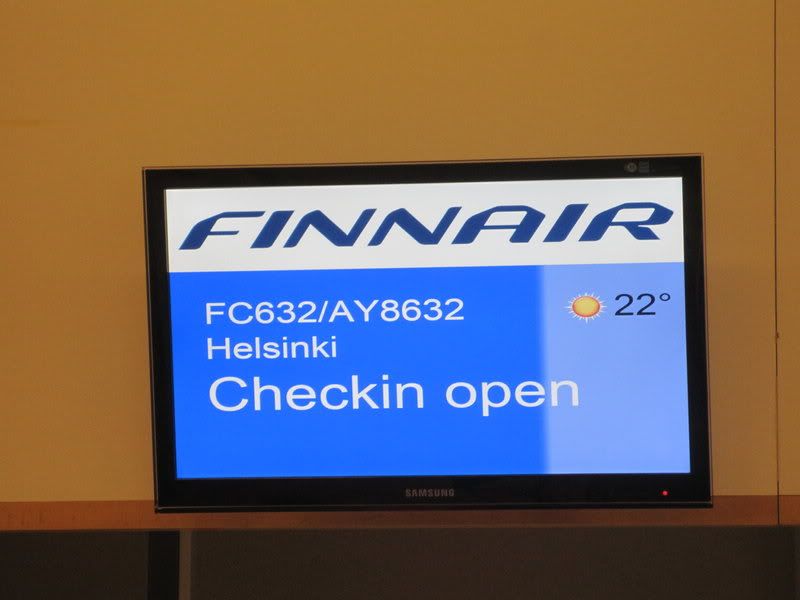 FINNAIR
FC632/AY8632
22°
Helsinki
Checkin open
SAMSUNG